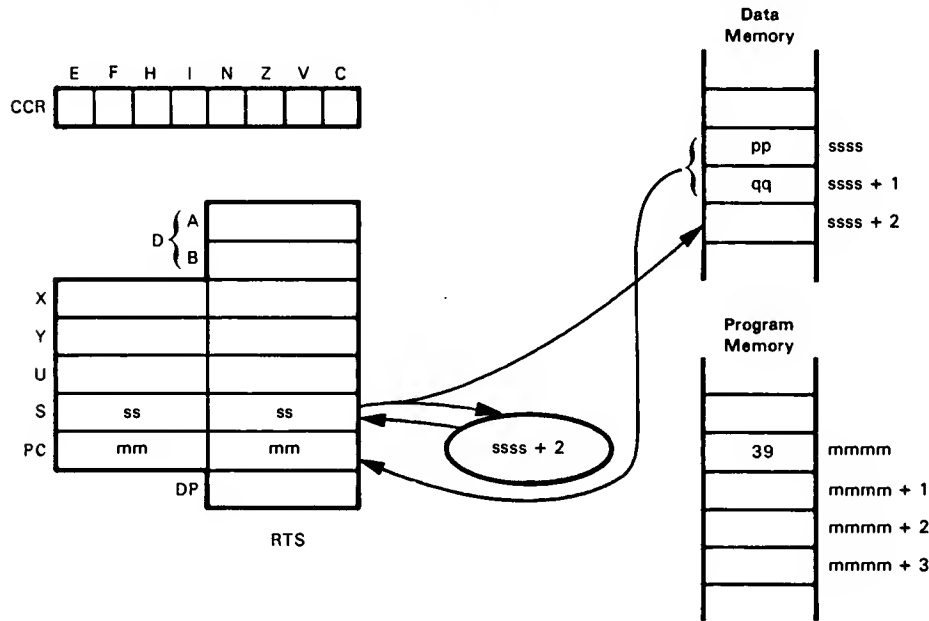 Data
Memory
E F H I N Z V C
CCR
pp ssss
qq ssss + 1
ssss + 2
D { A
B
X
Y
U
S ss ss
PC mm mm
DP
RTS
ssss + 2
Program
Memory
39 mmmm
mmmm + 1
mmmm + 2
mmmm + 3